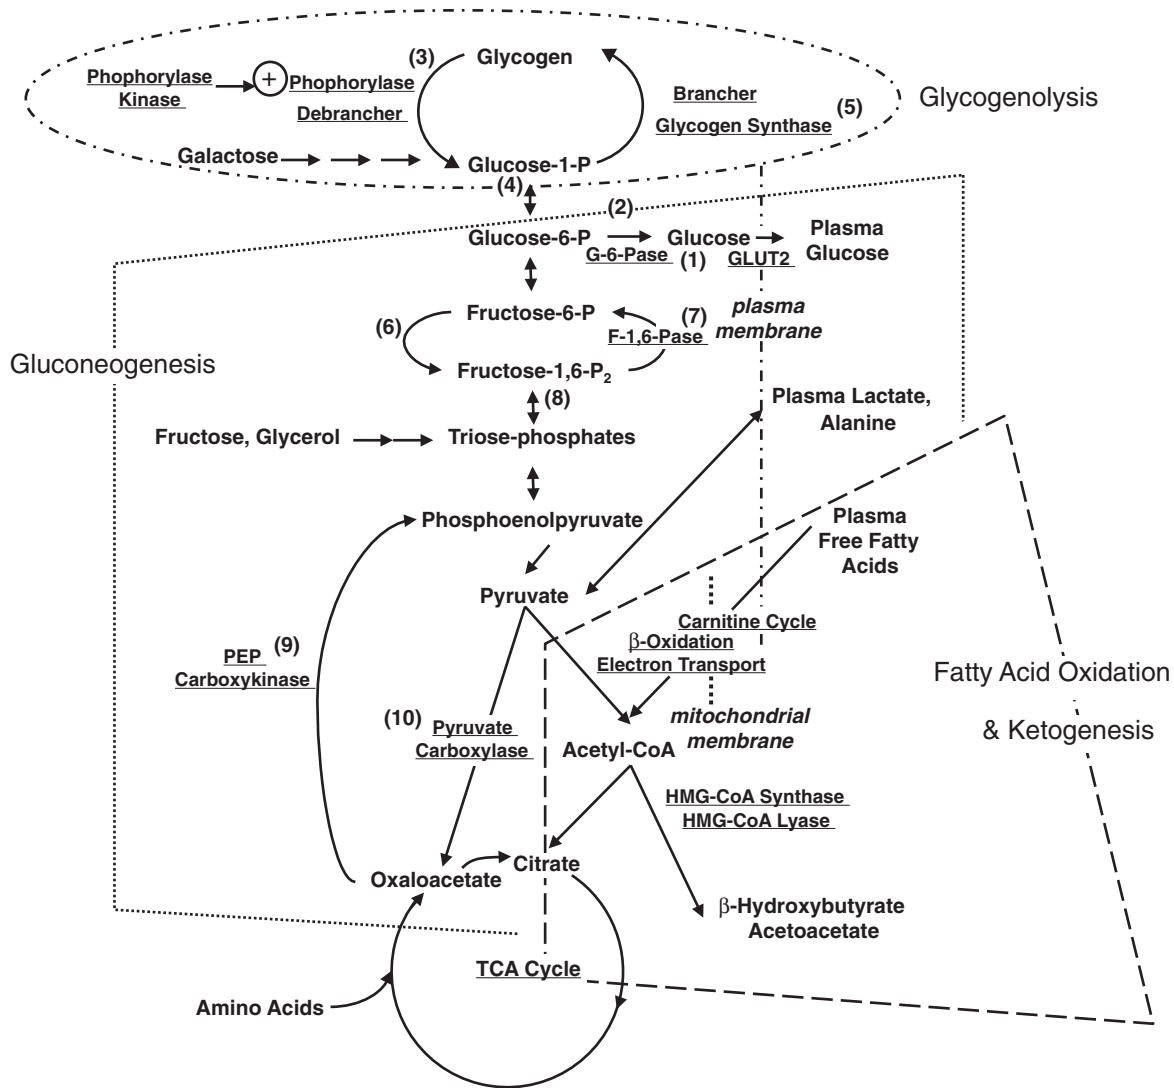 (3)
Glycogen
Phophorylase
Kinase
+
Phophorylase
Debrancher
Brancher
Glycogen Synthase
(5)
Glycogenolysis
Galactose
Glucose-1-P
(4)
(2)
Glucose-6-P
G-6-Pase
Glucose
(1)
GLUT2
Plasma
Glucose
Fructose-6-P
plasma
membrane
(6)
(7)
F-1,6-Pase
Gluconeogenesis
Fructose-1,6-P2
(8)
Plasma Lactate,
Alanine
Fructose, Glycerol
Triose-phosphates
Phosphoenolpyruvate
Plasma
Free Fatty
Acids
Pyruvate
Carnitine Cycle
β-Oxidation
Electron Transport
PEP
(9)
Carboxykinase
Fatty Acid Oxidation
& Ketogenesis
(10)
Pyruvate
Carboxylase
mitochondrial
membrane
Acetyl-CoA
HMG-CoA Synthase
HMG-CoA Lyase
Oxaloacetate
Citrate
β-Hydroxybutyrate
Acetoacetate
TCA Cycle
Amino Acids